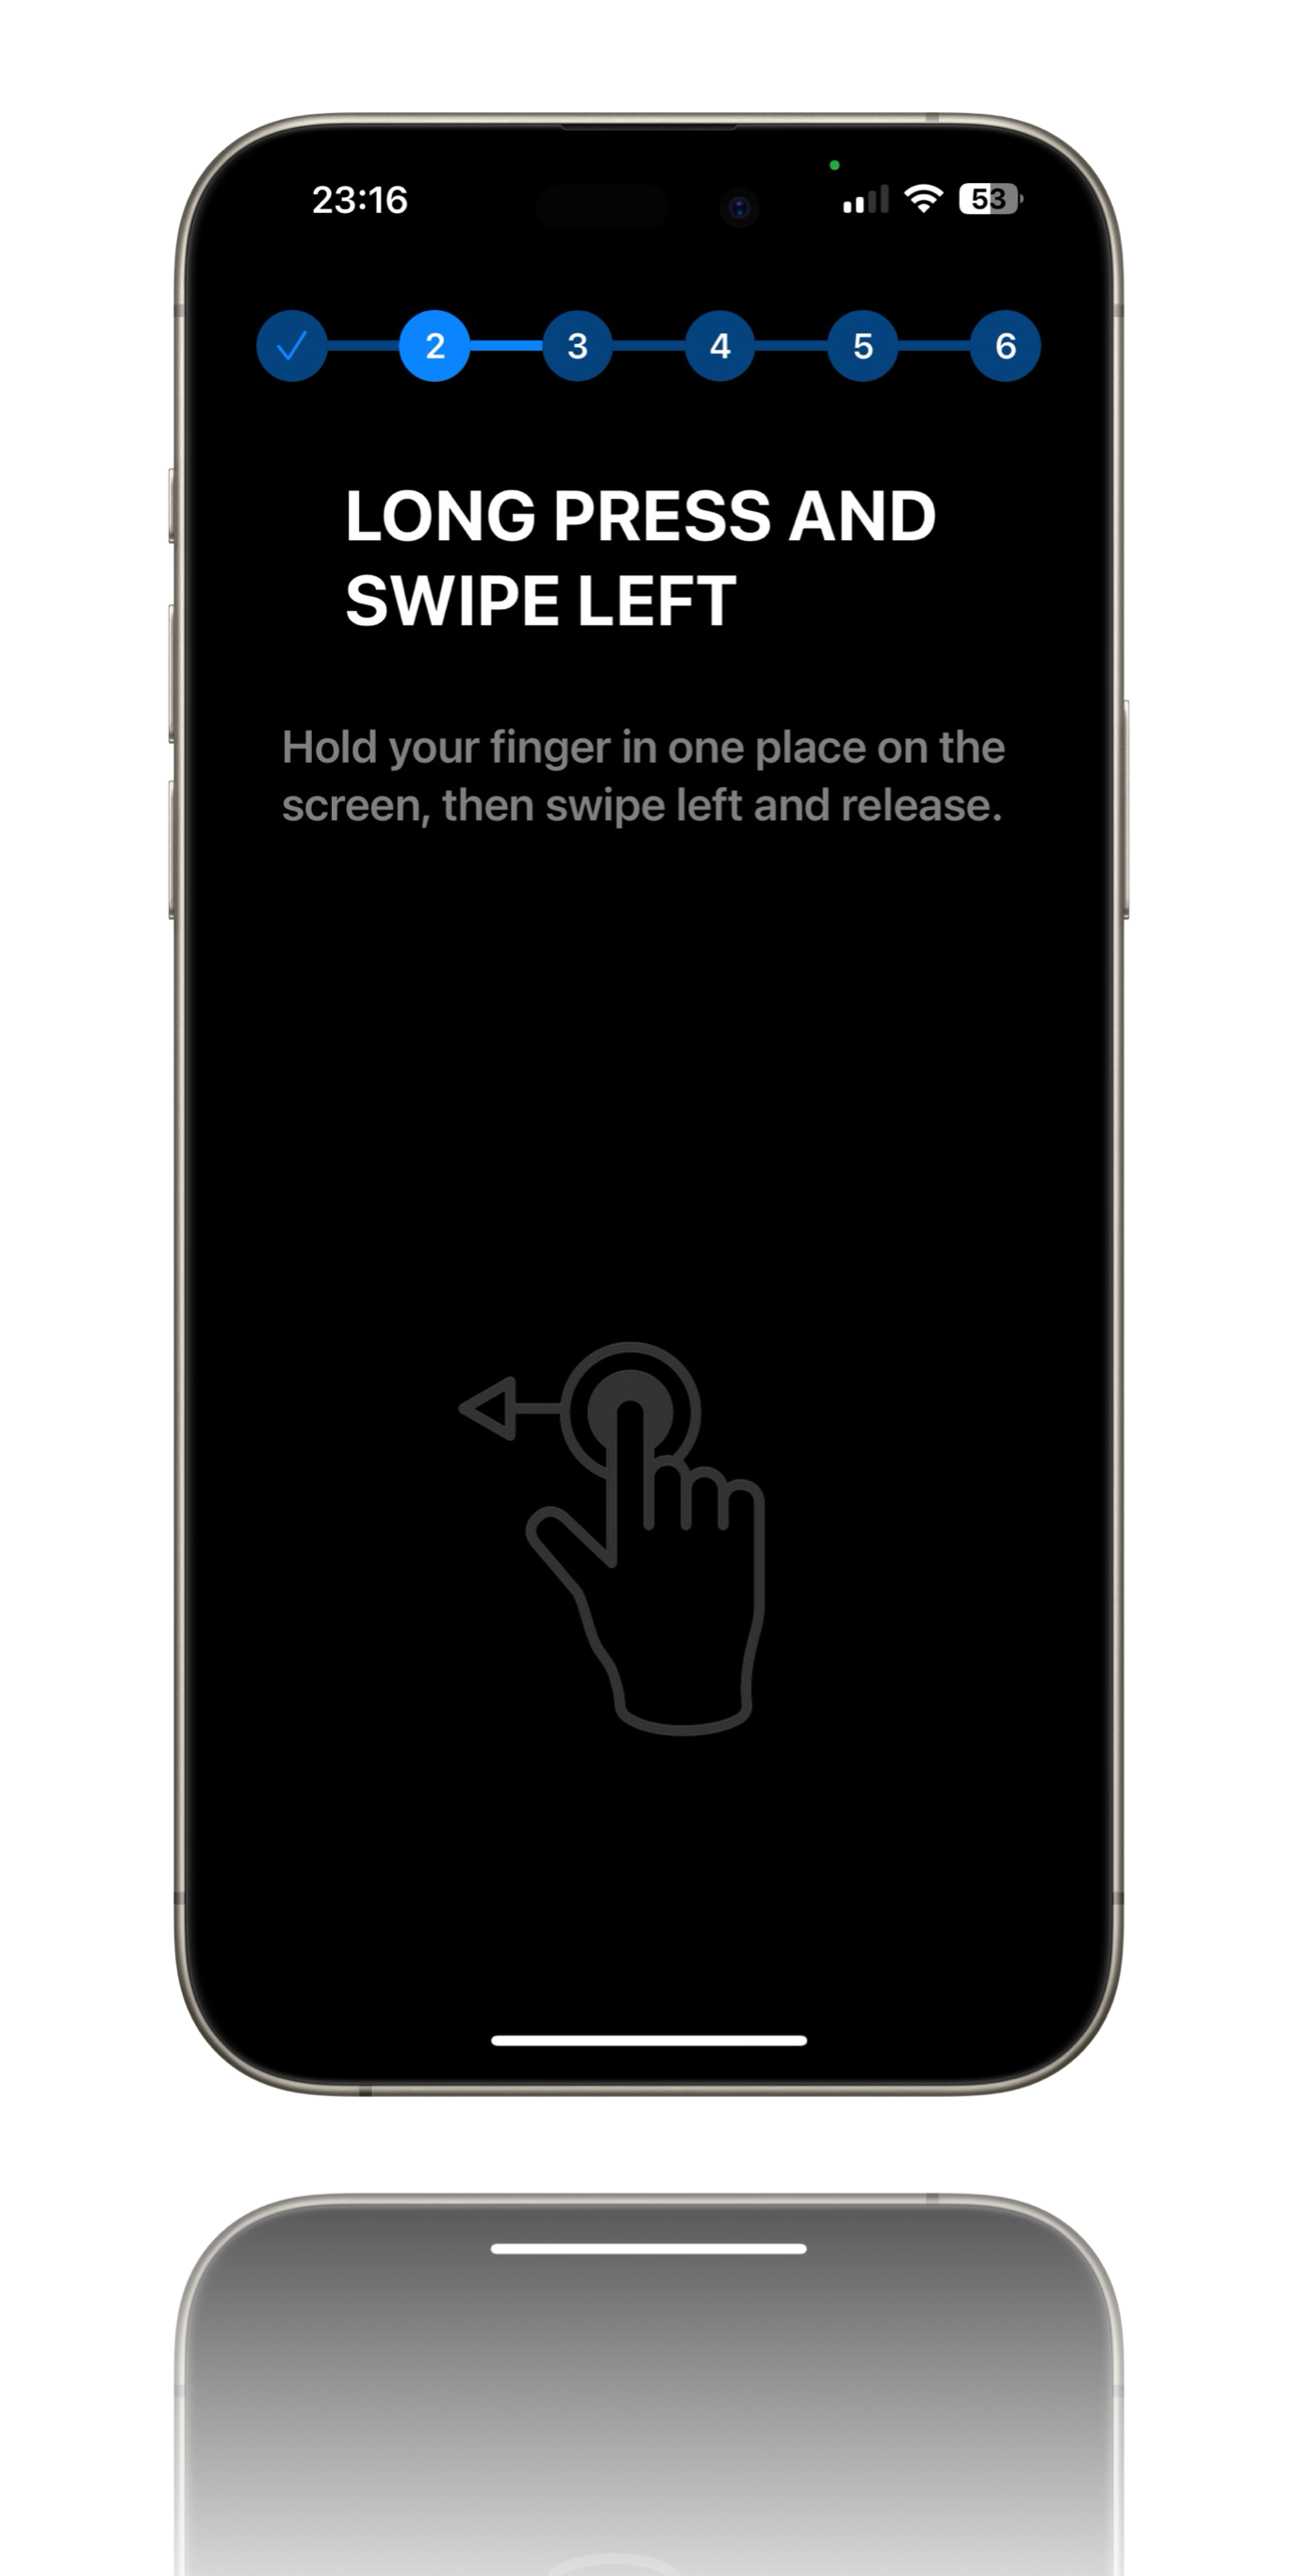 23:16 53
2 3 4 5 6
LONG PRESS AND
SWIPE LEFT
Hold your finger in one place on the
screen, then swipe left and release.